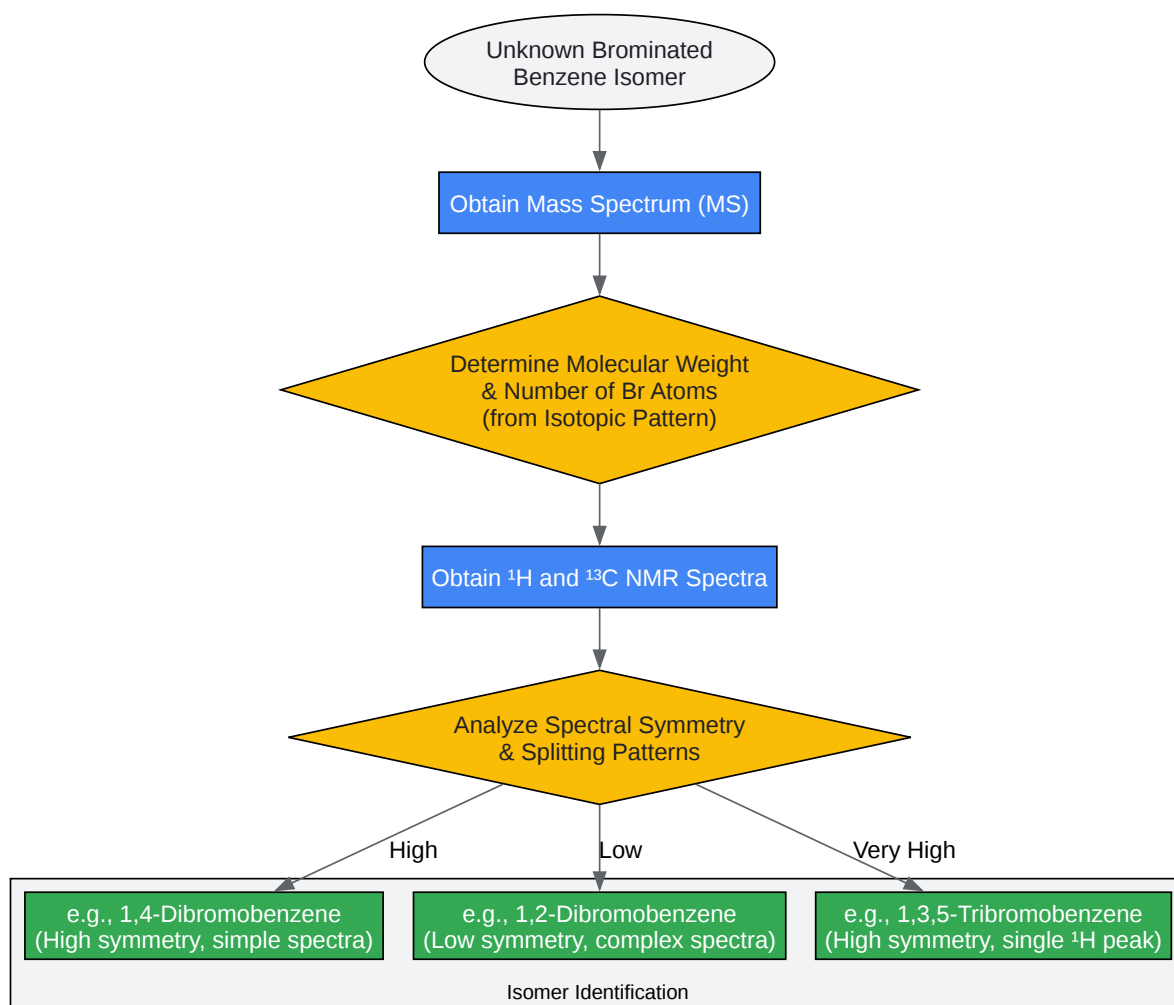 Unknown Brominated
Benzene Isomer
Obtain Mass Spectrum (MS)
Determine Molecular Weight
& Number of Br Atoms
(from Isotopic Pattern)
Obtain ¹H and ¹³C NMR Spectra
Analyze Spectral Symmetry
& Splitting Patterns
High
Low
Very High
e.g., 1,4-Dibromobenzene
(High symmetry, simple spectra)
e.g., 1,2-Dibromobenzene
(Low symmetry, complex spectra)
e.g., 1,3,5-Tribromobenzene
(High symmetry, single ¹H peak)
Isomer Identification